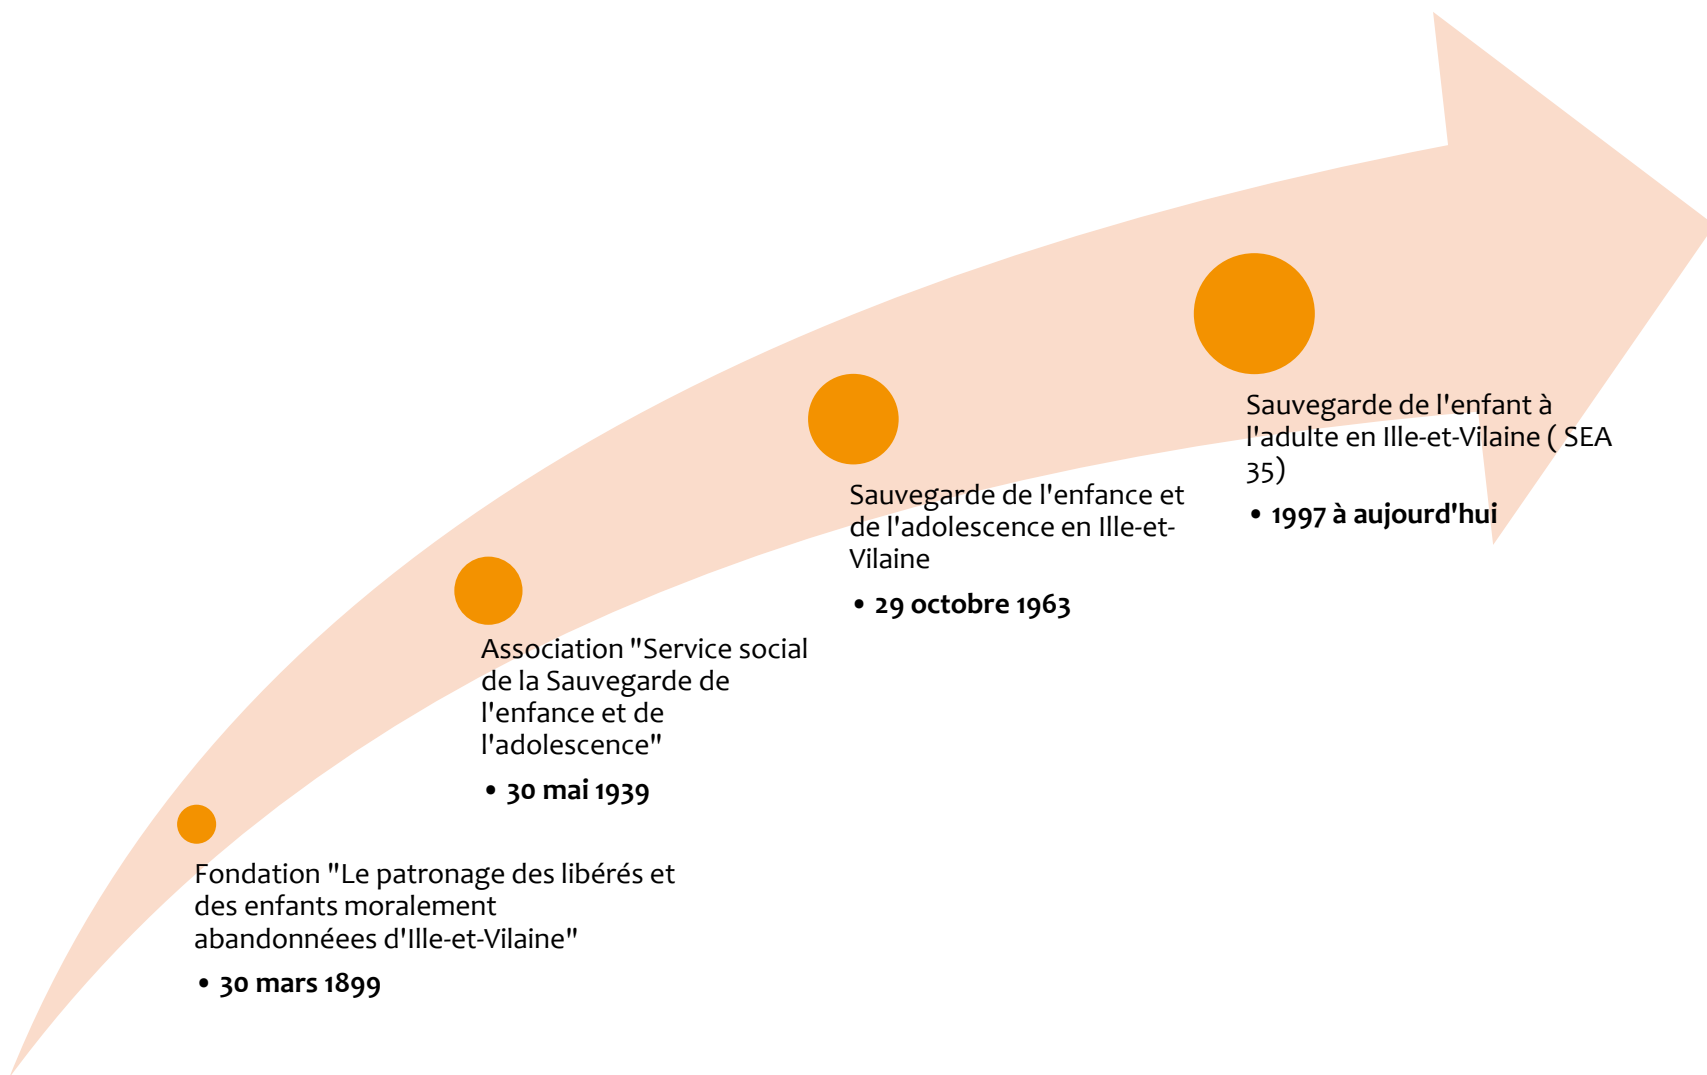 Fondation "Le patronage des libérés et
des enfants moralement
abandonnéees d'Ille-et-Vilaine"
• 30 mars 1899
Association "Service social
de la Sauvegarde de
l'enfance et de
l'adolescence"
• 30 mai 1939
Sauvegarde de l'enfance et
de l'adolescence en Ille-et-
Vilaine
• 29 octobre 1963
Sauvegarde de l'enfant à
l'adulte en Ille-et-Vilaine ( SEA
35)
• 1997 à aujourd'hui